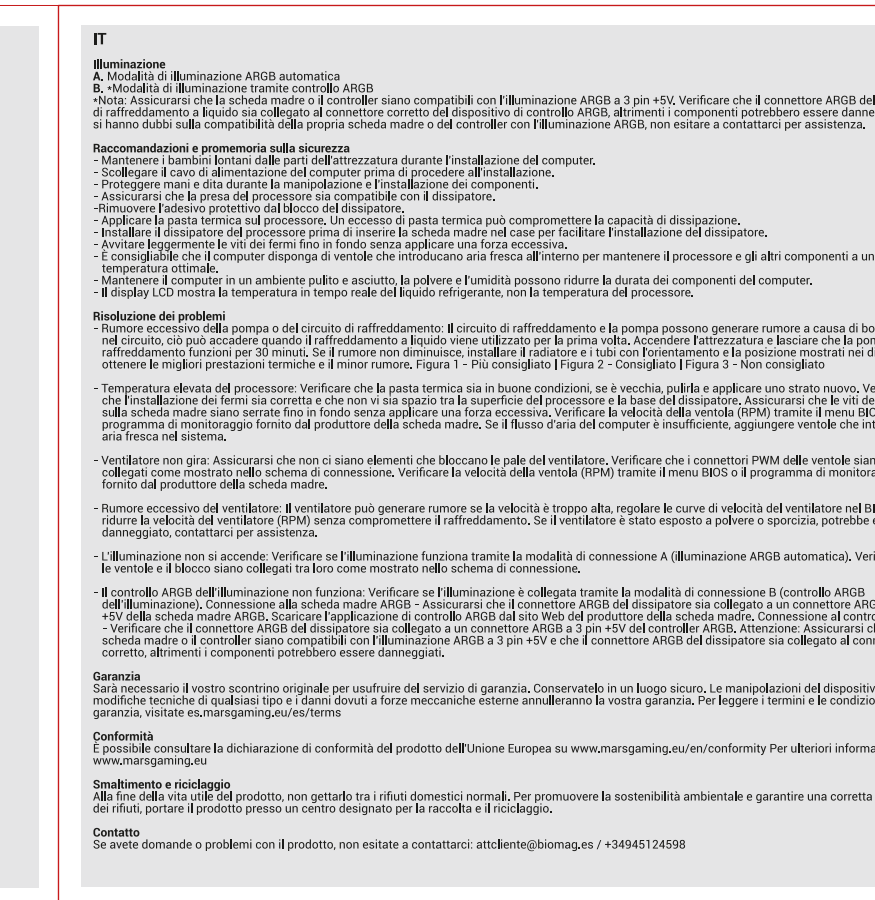 IT
Illuminazione
A. Modalità di illuminazione ARGB automatica
B. *Modalità di illuminazione tramite controllo ARGB
*Nota: Assicurarsi che la scheda madre o il controller siano compatibili con l'illuminazione ARGB a 3 pin +5V. Verificare che il connettore ARGB del
di raffreddamento a liquido sia collegato al connettore corretto del dispositivo di controllo ARGB, altrimenti i componenti potrebbero essere danne
si hanno dubbi sulla compatibilità della propria scheda madre o del controller con l'illuminazione ARGB, non esitare a contattarci per assistenza.
Raccomandazioni e promemoria sulla sicurezza
- Mantenere i bambini lontani dalle parti dell'attrezzatura durante l'installazione del computer.
- Scollegare il cavo di alimentazione del computer prima di procedere all'installazione.
- Proteggere mani e dita durante la manipolazione e l'installazione dei componenti.
- Assicurarsi che la presa del processore sia compatibile con il dissipatore.
-Rimuovere l'adesivo protettivo dal blocco del dissipatore.
- Applicare la pasta termica sul processore. Un eccesso di pasta termica può compromettere la capacità di dissipazione.
- Installare il dissipatore del processore prima di inserire la scheda madre nel case per facilitare l'installazione del dissipatore.
- Avvitare leggermente le viti dei fermi fino in fondo senza applicare una forza eccessiva.
- È consigliabile che il computer disponga di ventole che introducano aria fresca all'interno per mantenere il processore e gli altri componenti a un
temperatura ottimale.
- Mantenere il computer in un ambiente pulito e asciutto, la polvere e l'umidità possono ridurre la durata dei componenti del computer.
- Il display LCD mostra la temperatura in tempo reale del liquido refrigerante, non la temperatura del processore.
Risoluzione dei problemi
- Rumore eccessivo della pompa o del circuito di raffreddamento: Il circuito di raffreddamento e la pompa possono generare rumore a causa di bo
nel circuito, ciò può accadere quando il raffreddamento a liquido viene utilizzato per la prima volta. Accendere l'attrezzatura e lasciare che la pom
raffreddamento funzioni per 30 minuti. Se il rumore non diminuisce, installare il radiatore e i tubi con l'orientamento e la posizione mostrati nei di
ottenere le migliori prestazioni termiche e il minor rumore. Figura 1 - Più consigliato | Figura 2 - Consigliato | Figura 3 - Non consigliato
- Temperatura elevata del processore: Verificare che la pasta termica sia in buone condizioni, se è vecchia, pulirla e applicare uno strato nuovo. Ve
che l'installazione dei fermi sia corretta e che non vi sia spazio tra la superficie del processore e la base del dissipatore. Assicurarsi che le viti de
sulla scheda madre siano serrate fino in fondo senza applicare una forza eccessiva. Verificare la velocità della ventola (RPM) tramite il menu BIO
programma di monitoraggio fornito dal produttore della scheda madre. Se il flusso d'aria del computer è insufficiente, aggiungere ventole che int
aria fresca nel sistema.
- Ventilatore non gira: Assicurarsi che non ci siano elementi che bloccano le pale del ventilatore. Verificare che i connettori PWM delle ventole sian
collegati come mostrato nello schema di connessione. Verificare la velocità della ventola (RPM) tramite il menu BIOS o il programma di monitora
fornito dal produttore della scheda madre.
- Rumore eccessivo del ventilatore: Il ventilatore può generare rumore se la velocità è troppo alta, regolare le curve di velocità del ventilatore nel BI
ridurre la velocità del ventilatore (RPM) senza compromettere il raffreddamento. Se il ventilatore è stato esposto a polvere o sporcizia, potrebbe e
danneggiato, contattarci per assistenza.
- L'illuminazione non si accende: Verificare se l'illuminazione funziona tramite la modalità di connessione A (illuminazione ARGB automatica). Veri
le ventole e il blocco siano collegati tra loro come mostrato nello schema di connessione.
- Il controllo ARGB dell'illuminazione non funziona: Verificare se l'illuminazione è collegata tramite la modalità di connessione B (controllo ARGB
dell'illuminazione). Connessione alla scheda madre ARGB - Assicurarsi che il connettore ARGB del dissipatore sia collegato a un connettore ARG
+5V della scheda madre ARGB. Scaricare l'applicazione di controllo ARGB dal sito Web del produttore della scheda madre. Connessione al contro
- Verificare che il connettore ARGB del dissipatore sia collegato a un connettore ARGB a 3 pin +5V del controller ARGB. Attenzione: Assicurarsi ch
scheda madre o il controller siano compatibili con l'illuminazione ARGB a 3 pin +5V e che il connettore ARGB del dissipatore sia collegato al conn
corretto, altrimenti i componenti potrebbero essere danneggiati.
Garanzia
Sarà necessario il vostro scontrino originale per usufruire del servizio di garanzia. Conservatelo in un luogo sicuro. Le manipolazioni del dispositiv
modifiche tecniche di qualsiasi tipo e i danni dovuti a forze meccaniche esterne annulleranno la vostra garanzia. Per leggere i termini e le condizio
garanzia, visitate es.marsgaming.eu/es/terms
Conformità
È possibile consultare la dichiarazione di conformità del prodotto dell'Unione Europea su www.marsgaming.eu/en/conformity Per ulteriori informa
www.marsgaming.eu
Smaltimento e riciclaggio
Alla fine della vita utile del prodotto, non gettarlo tra i rifiuti domestici normali. Per promuovere la sostenibilità ambientale e garantire una corretta
dei rifiuti, portare il prodotto presso un centro designato per la raccolta e il riciclaggio.
Contatto
Se avete domande o problemi con il prodotto, non esitate a contattarci: attcliente@biomag.es / +34945124598